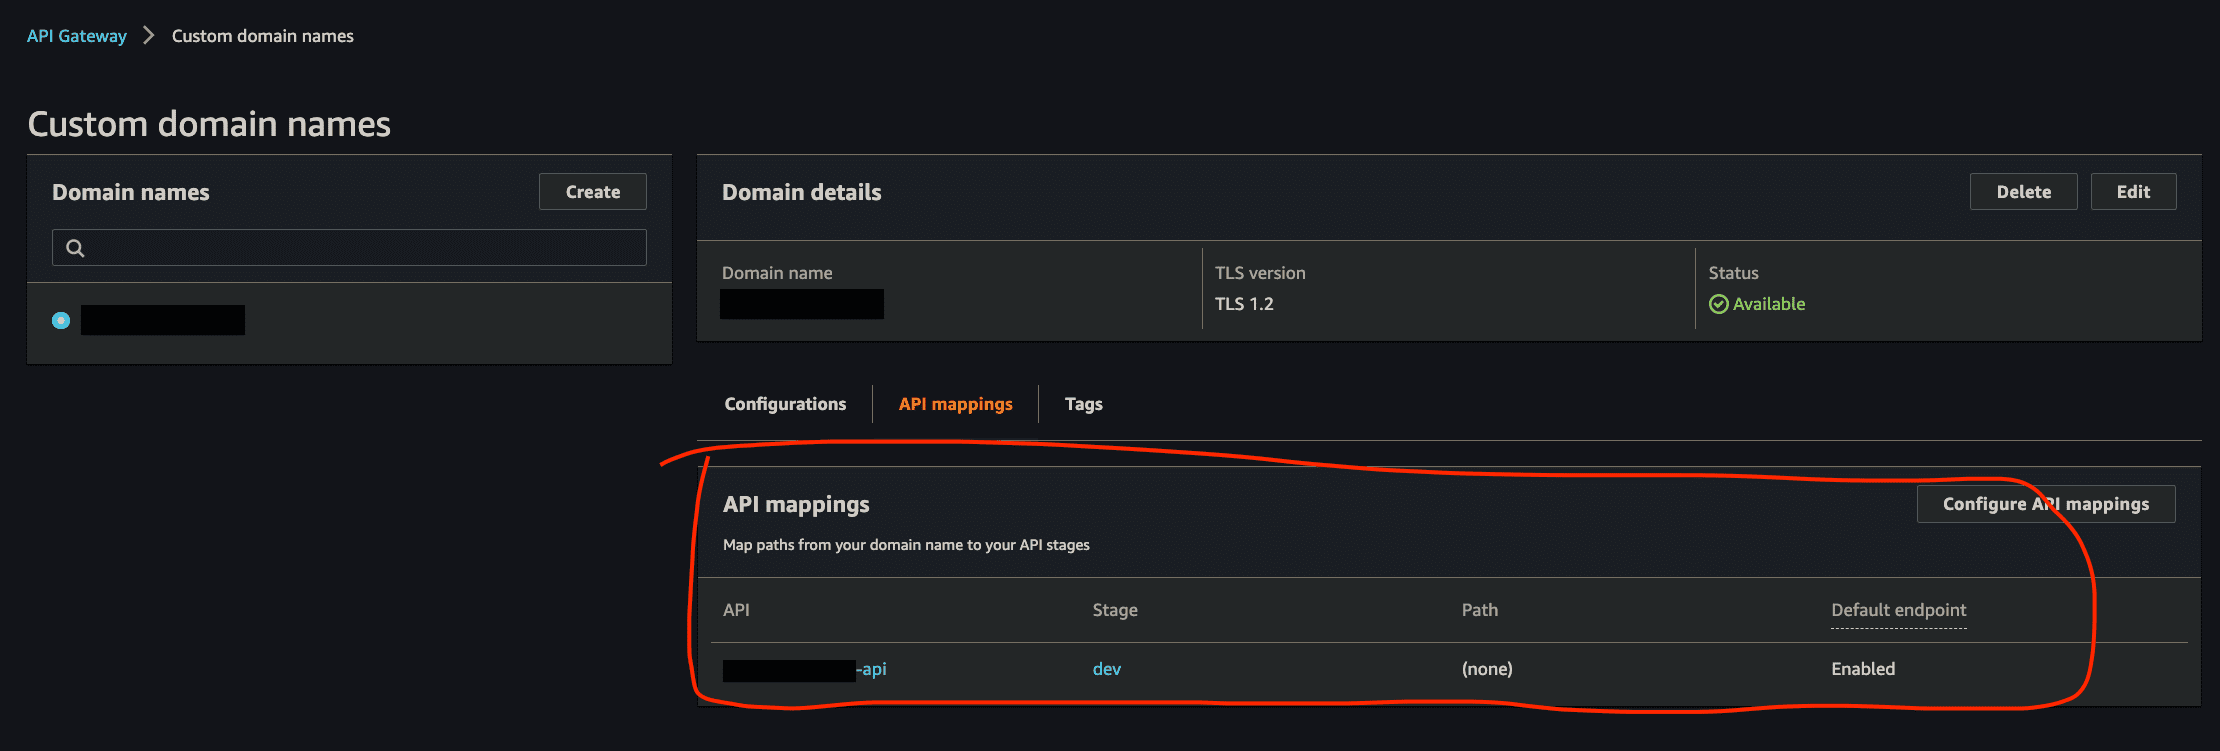 API Gateway > Custom domain names
Custom domain names
Domain names
Create
Domain details
Delete
Edit
Domain name
TLS version
TLS 1.2
Status
Available
Configurations
API mappings
Tags
API mappings
Configure API mappings
Map paths from your domain name to your API stages
API
Stage
Path
Default endpoint
-api
dev
(none)
Enabled